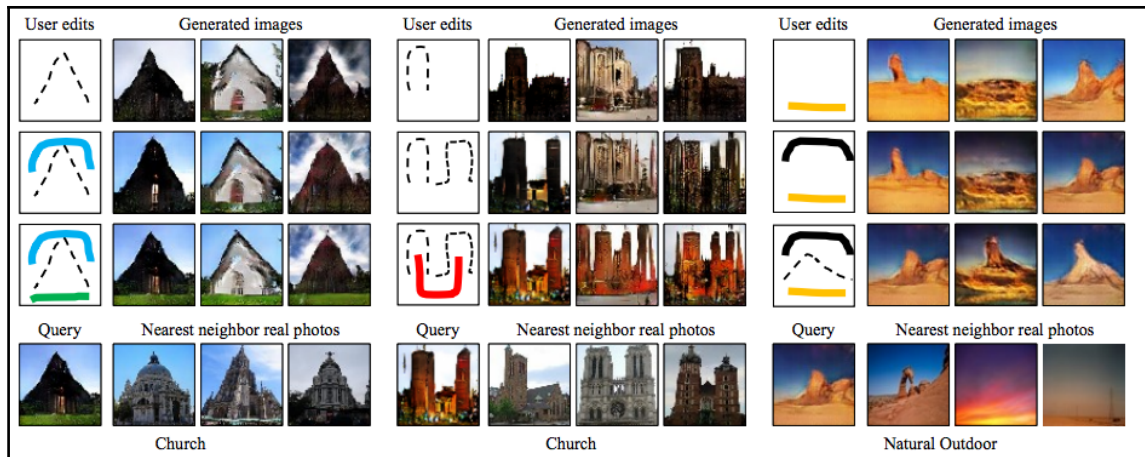 User edits Generated images User edits Generated images User edits Generated images
Query Nearest neighbor real photos Query Nearest neighbor real photos Query Nearest neighbor real photos
Church Church Natural Outdoor